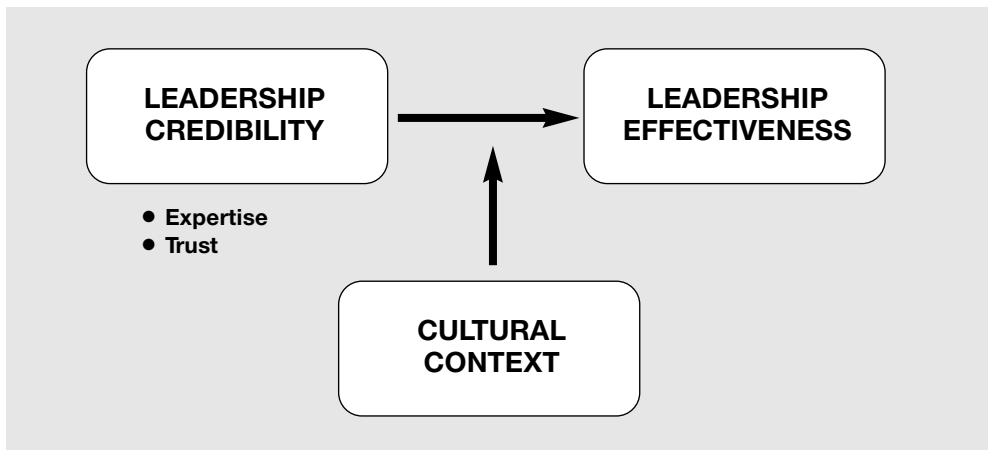 LEADERSHIP
CREDIBILITY
LEADERSHIP
EFFECTIVENESS
● Expertise
● Trust
CULTURAL
CONTEXT